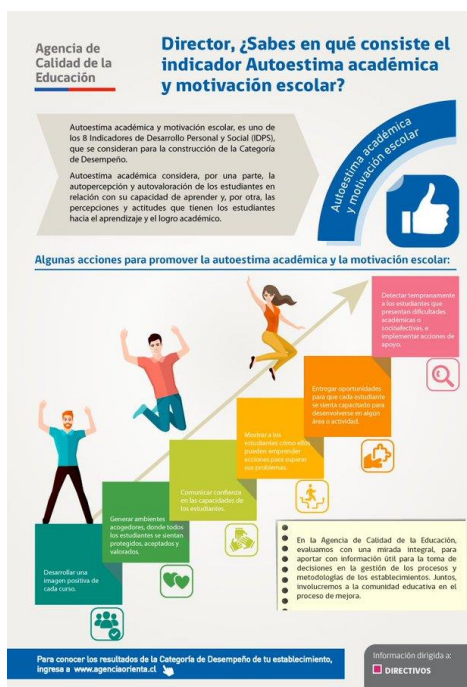 Agencia de
Calidad de la
Educación
Director, ¿Sabes en qué consiste el
indicador Autoestima académica
y motivación escolar?
Autoestima académica y motivación escolar, es uno de
los 8 Indicadores de Desarrollo Personal y Social (IDPS),
que se consideran para la construcción de la Categoría
de Desempeño.
Autoestima académica considera, por una parte, la
autopercepción y autovaloración de los estudiantes en
relación con su capacidad de aprender y, por otra, las
percepciones y actitudes que tienen los estudiantes
hacia el aprendizaje y el logro académico.
Autoestima académica
y motivación escolar
Algunas acciones para promover la autoestima académica y la motivación escolar:
Detectar tempranamente
a los estudiantes que
presentan dificultades
académicas o
socioafectivas, e
implementar acciones de
apoyo.
Entregar oportunidades
para que cada estudiante
se sienta capacitado para
desenvolverse en algún
área o actividad.
Mostrar a los
estudiantes cómo ellos
pueden emprender
acciones para superar
sus problemas.
Comunicar confianza
en las capacidades de
los estudiantes.
Generar ambientes
acogedores, donde todos
los estudiantes se sientan
protegidos, aceptados y
valorados.
Desarrollar una
imagen positiva de
cada curso.
En la Agencia de Calidad de la Educación,
evaluamos con una mirada integral, para
aportar con información útil para la toma de
decisiones en la gestión de los procesos y
metodologías de los establecimientos. Juntos,
involucremos a la comunidad educativa en el
proceso de mejora.
Para conocer los resultados de la Categoría de Desempeño de tu establecimiento,
ingresa a www.agenciaorienta.cl
Información dirigida a:
DIRECTIVOS